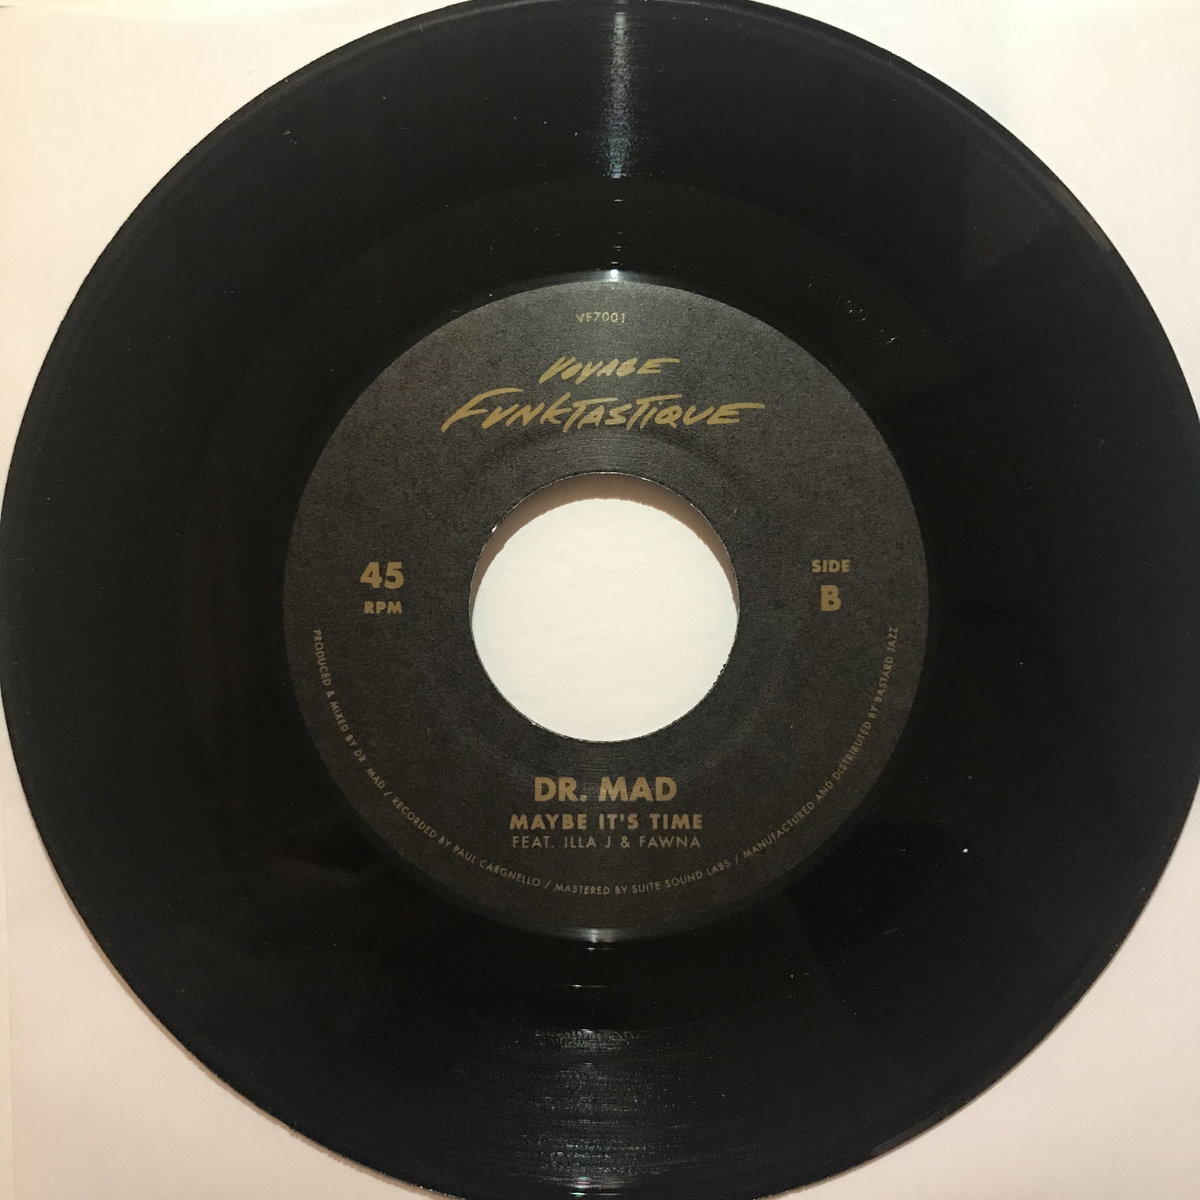 VF7001
VOYAGE
FUNKTASTIQUE
45
RPM
SIDE
B
DR. MAD
MAYBE IT'S TIME
FEAT. ILLA J & FAWNA
PRODUCED & MIXED BY DR. MAD / RECORDED BY PAUL CARGNELLO / MASTERED BY SUITE SOUND LABS / MANUFACTURED AND DISTRIBUTED BY BASTARD JAZZ